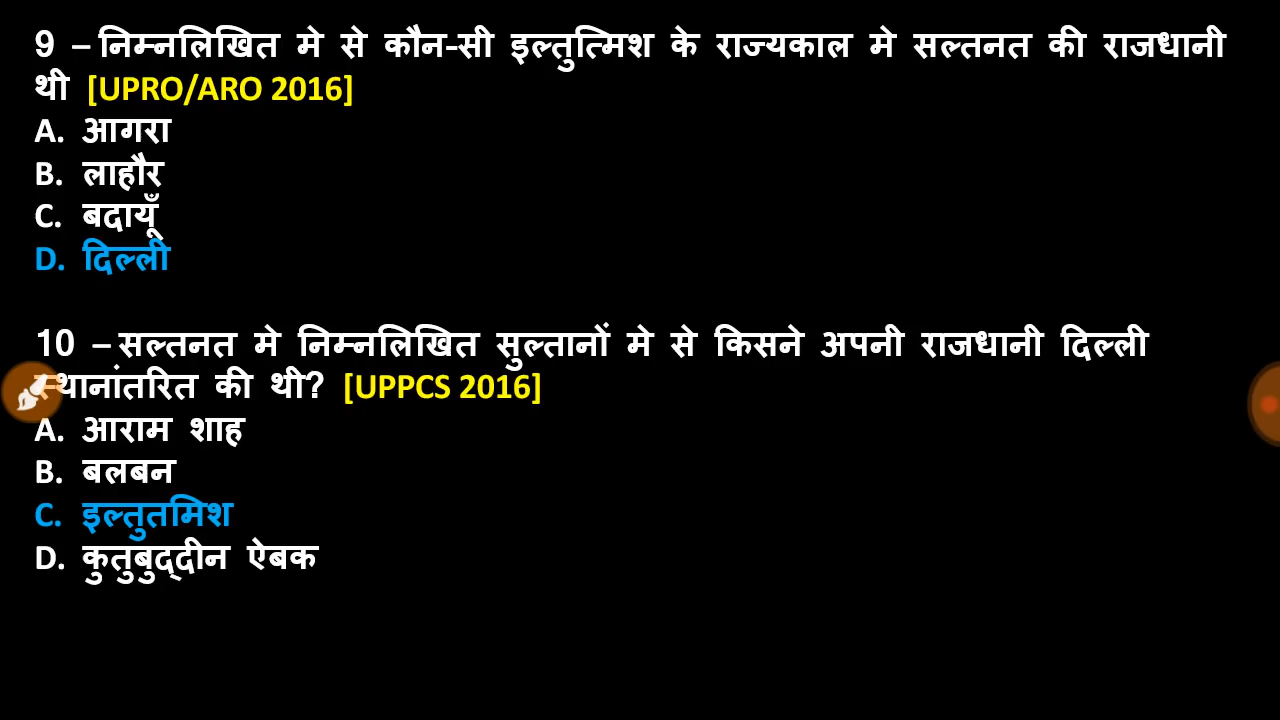 9 – निम्नलिखित मे से कौन-सी इल्तुत्मिश के राज्यकाल मे सल्तनत की राजधानी
थी [UPRO/ARO 2016]
A. आगरा
B. लाहौर
C. बदायूँ
D. दिल्ली
10 – सल्तनत मे निम्नलिखित सुल्तानों मे से किसने अपनी राजधानी दिल्ली
स्थानांतरित की थी? [UPPCS 2016]
A. आराम शाह
B. बलबन
C. इल्तुतमिश
D. कुतुबुद्दीन ऐबक